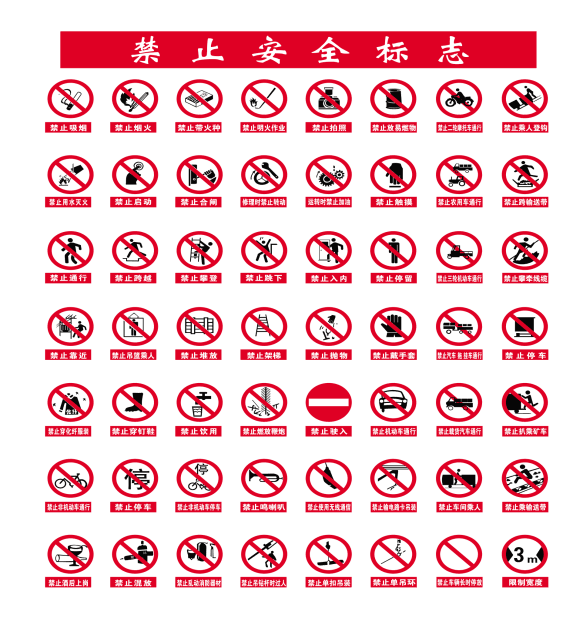 禁止安全标志
禁止吸烟 禁止烟火 禁止带火种 禁止明火作业 禁止拍照 禁止放易燃物 禁止二轮摩托车通行 禁止乘人登钩
禁止用水灭火 禁止启动 禁止合闸 修理时禁止转动 运转时禁止加油 禁止触摸 禁止农用车通行 禁止跨输送带
禁止通行 禁止跨越 禁止攀登 禁止跳下 禁止入内 禁止停留 禁止三轮机动车通行 禁止攀牵线缆
禁止靠近 禁止吊篮乘人 禁止堆放 禁止架梯 禁止抛物 禁止戴手套 禁止汽车拖挂车通行 禁止停车
禁止穿化纤服装 禁止穿钉鞋 禁止饮用 禁止燃放鞭炮 禁止驶入 禁止机动车通行 禁止载货汽车通行 禁止扒乘矿车
禁止非机动车通行 停 禁止停车 停 禁止非机动车停车 禁止鸣喇叭 禁止使用无线通信 禁止输电路卡吊装 禁止车间乘人 禁止乘输送带
禁止酒后上岗 禁止混放 禁止乱动消防器材 禁止吊钻杆时过人 禁止单扣吊装 禁止单吊环 禁止车辆长时停放 3m 限制宽度